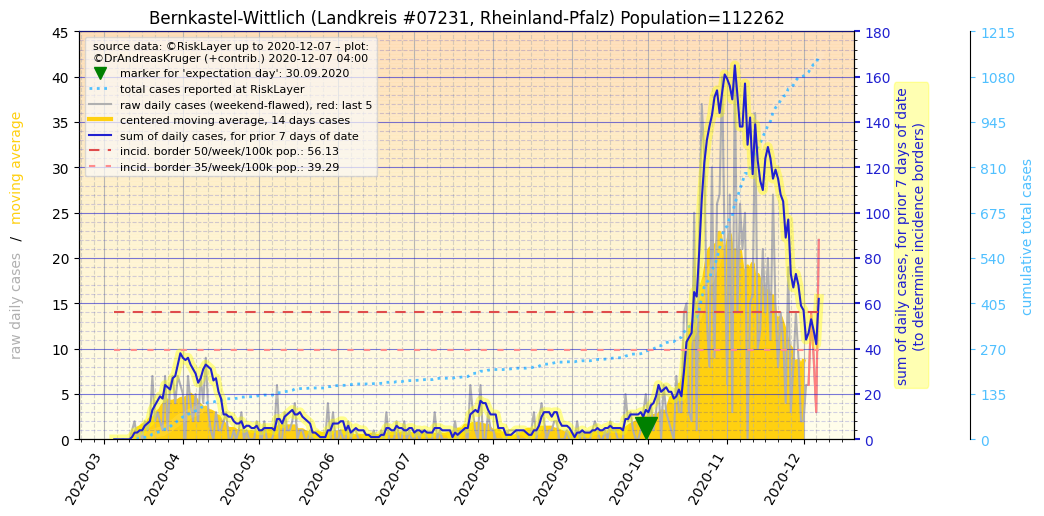 Bernkastel-Wittlich (Landkreis #07231, Rheinland-Pfalz) Population=112262
source data: ©RiskLayer up to 2020-12-07 – plot:
©DrAndreasKruger (+contrib.) 2020-12-07 04:00
marker for 'expectation day': 30.09.2020
total cases reported at RiskLayer
raw daily cases (weekend-flawed), red: last 5
centered moving average, 14 days cases
sum of daily cases, for prior 7 days of date
incid. border 50/week/100k pop.: 56.13
incid. border 35/week/100k pop.: 39.29
raw daily cases / moving average
45
40
35
30
25
20
15
10
5
0
2020-03
2020-04
2020-05
2020-06
2020-07
2020-08
2020-09
2020-10
2020-11
2020-12
180
160
140
120
100
80
60
40
20
0
sum of daily cases, for prior 7 days of date
(to determine incidence borders)
1215
1080
945
810
675
540
405
270
135
0
cumulative total cases